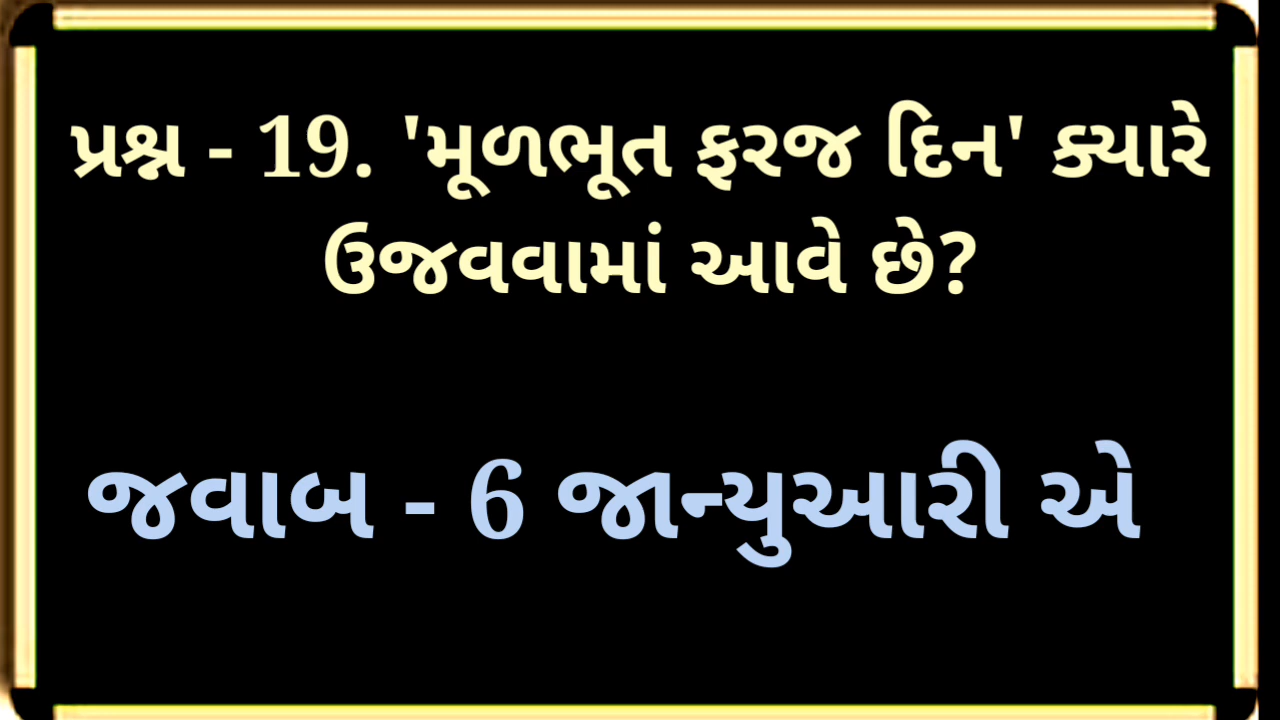 પ્રશ્ન - 19. 'મૂળભૂત ફરજ દિન' ક્યારે
ઉજવવામાં આવે છે?
જવાબ - 6 જાન્યુઆરી એ